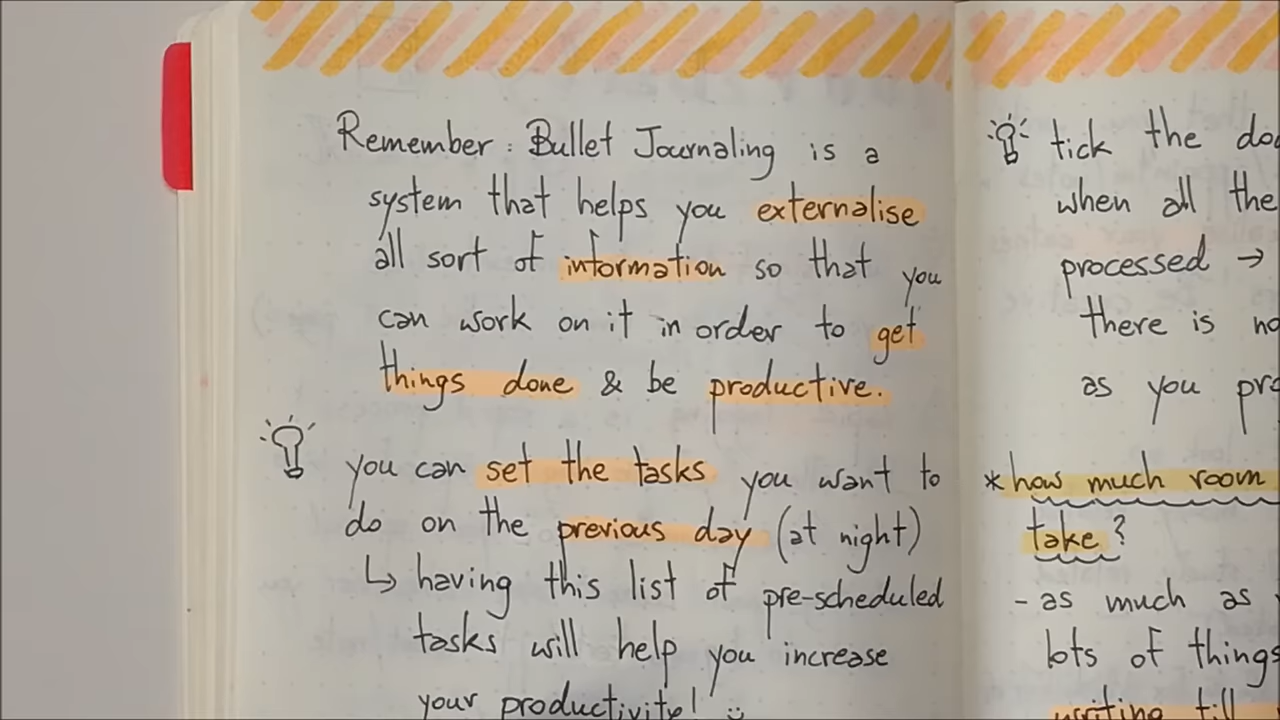 Remember: Bullet Journaling is a
system that helps you externalise
all sort of information so that you
can work on it in order to get
things done & be productive.
you can set the tasks you want to
do on the previous day (at night)
↳ having this list of pre-scheduled
tasks will help you increase
your productivity! :)
tick the
when all the
processed →
there is
as you
*how much room
take?
- as much as
lots of things
writing till